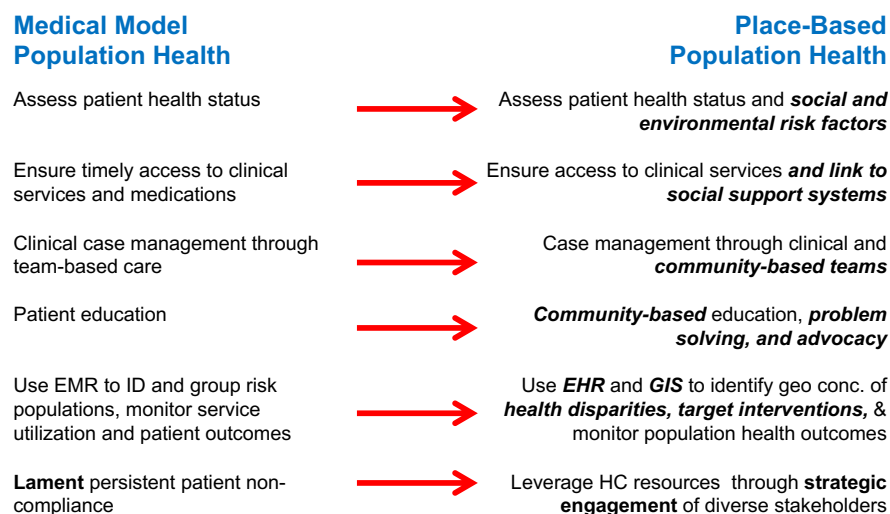 Medical Model
Population Health
Place-Based
Population Health
Assess patient health status
Assess patient health status and social and
environmental risk factors
Ensure timely access to clinical
services and medications
Ensure access to clinical services and link to
social support systems
Clinical case management through
team-based care
Case management through clinical and
community-based teams
Patient education
Community-based education, problem
solving, and advocacy
Use EMR to ID and group risk
populations, monitor service
utilization and patient outcomes
Use EHR and GIS to identify geo conc. of
health disparities, target interventions, &
monitor population health outcomes
Lament persistent patient non-
compliance
Leverage HC resources through strategic
engagement of diverse stakeholders